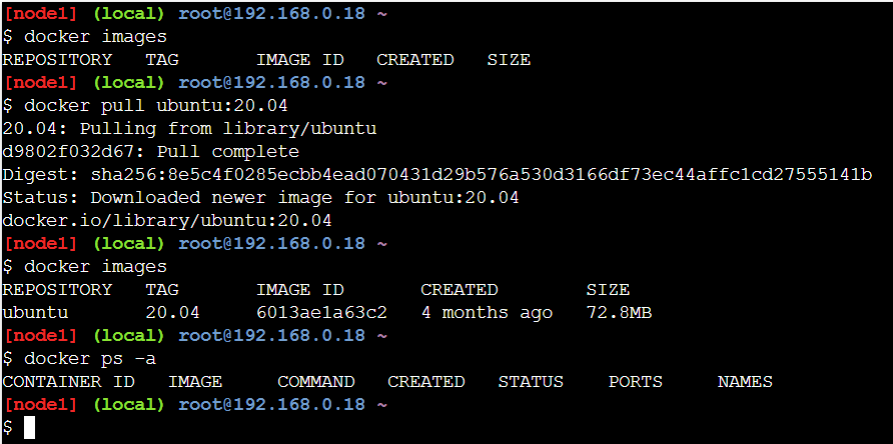 [node1] (local) root@192.168.0.18 ~
$ docker images
REPOSITORY   TAG       IMAGE ID   CREATED   SIZE
[node1] (local) root@192.168.0.18 ~
$ docker pull ubuntu:20.04
20.04: Pulling from library/ubuntu
d9802f032d67: Pull complete
Digest: sha256:8e5c4f0285ecbb4ead070431d29b576a530d3166df73ec44affc1cd27555141b
Status: Downloaded newer image for ubuntu:20.04
docker.io/library/ubuntu:20.04
[node1] (local) root@192.168.0.18 ~
$ docker images
REPOSITORY   TAG       IMAGE ID       CREATED        SIZE
ubuntu       20.04     6013ae1a63c2   4 months ago   72.8MB
[node1] (local) root@192.168.0.18 ~
$ docker ps -a
CONTAINER ID   IMAGE     COMMAND   CREATED   STATUS    PORTS     NAMES
[node1] (local) root@192.168.0.18 ~
$